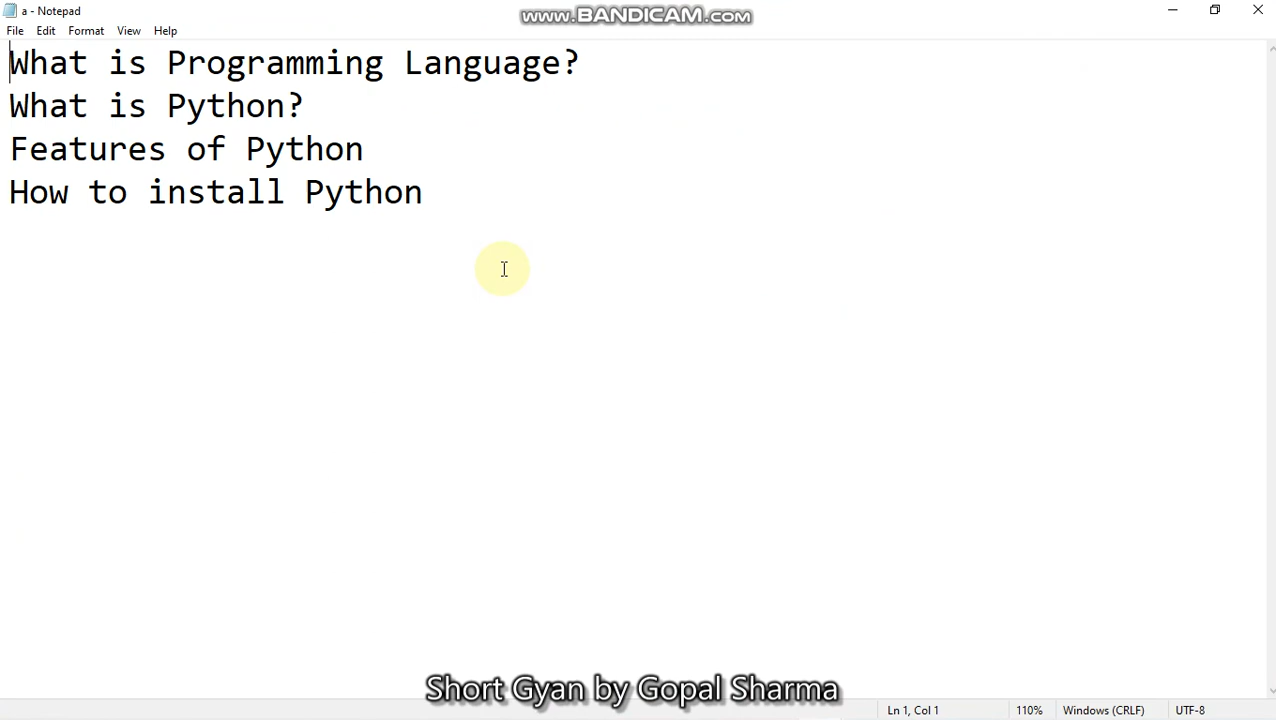 a - Notepad
www.BANDICAM.com
File Edit Format View Help
What is Programming Language?
What is Python?
Features of Python
How to install Python
Short Gyan by Gopal Sharma
Ln 1, Col 1 110% Windows (CRLF) UTF-8